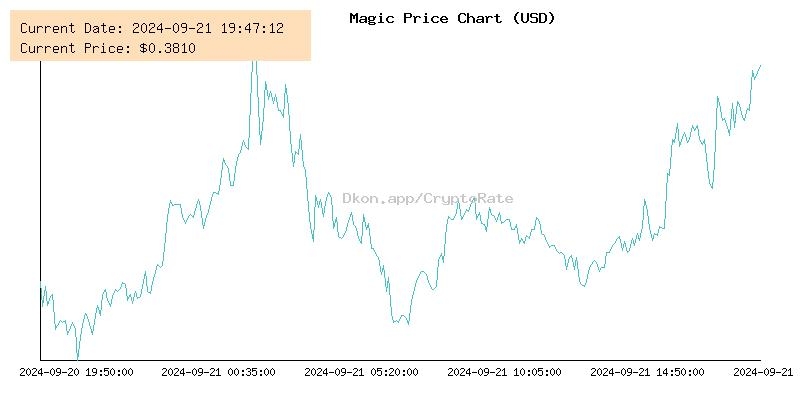 Magic Price Chart (USD)
Current Date: 2024-09-21 19:47:12
Current Price: $0.3810
Dkon.app/CryptoRate
2024-09-20 19:50:00 2024-09-21 00:35:00 2024-09-21 05:20:00 2024-09-21 10:05:00 2024-09-21 14:50:00 2024-09-21